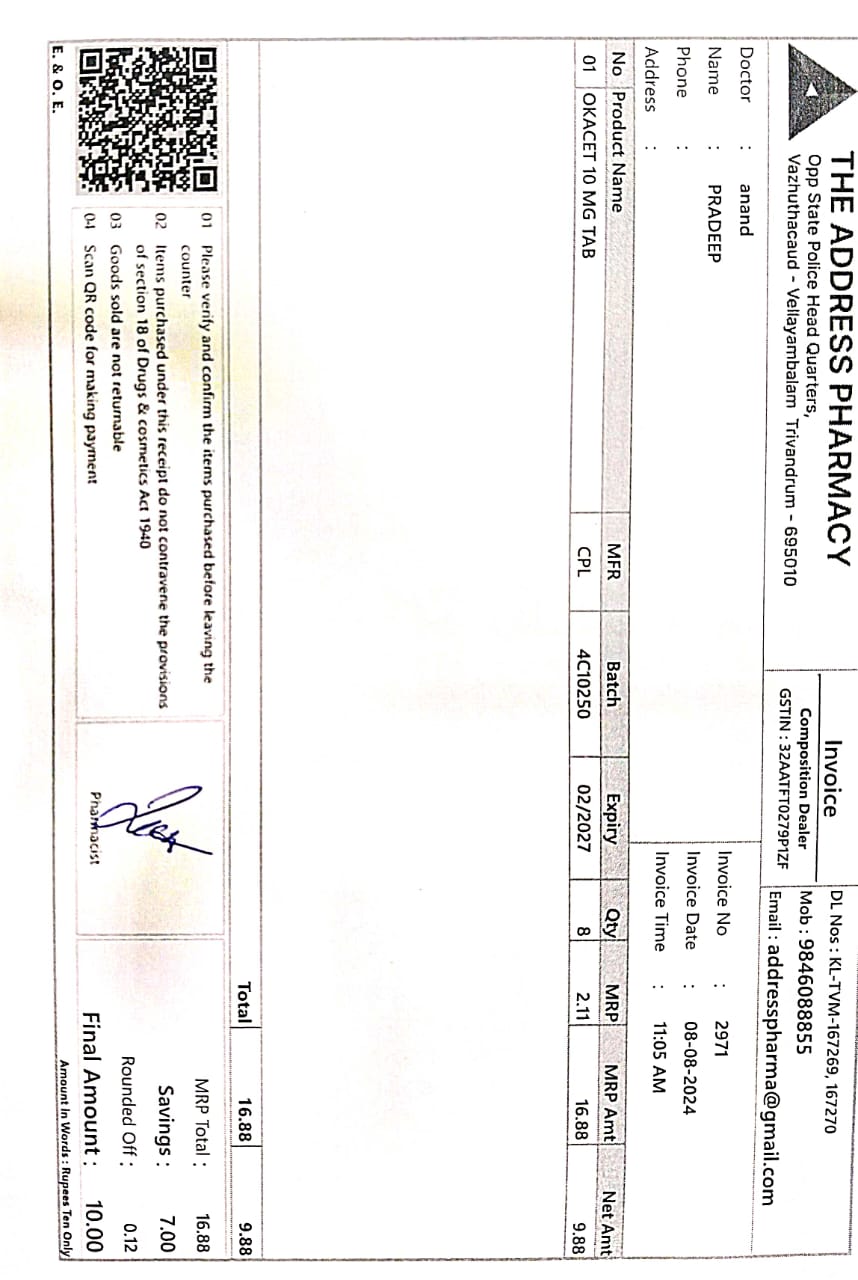 THE ADDRESS PHARMACY
Opp State Police Head Quarters,
Vazhuthacaud - Vellayambalam Trivandrum - 695010
Invoice
Composition Dealer
GSTIN : 32AATFT0279P1ZF
DL Nos : KL-TVM-167269, 167270
Mob : 9846088855
Email : addresspharma@gmail.com
Doctor : anand
Name : PRADEEP
Phone :
Address :
Invoice No : 2971
Invoice Date : 08-08-2024
Invoice Time : 11:05 AM
No Product Name MFR Batch Expiry Qty MRP MRP Amt Net Amt
01 OKACET 10 MG TAB CPL 4C10250 02/2027 8 2.11 16.88 9.88
Total 16.88 9.88
01 Please verify and confirm the items purchased before leaving the
counter
02 Items purchased under this receipt do not contravene the provisions
of section 18 of Drugs & cosmetics Act 1940
03 Goods sold are not returnable
04 Scan QR code for making payment
Pharmacist
MRP Total : 16.88
Savings : 7.00
Rounded Off : 0.12
Final Amount : 10.00
Amount In Words : Rupees Ten Only
E. & O. E.